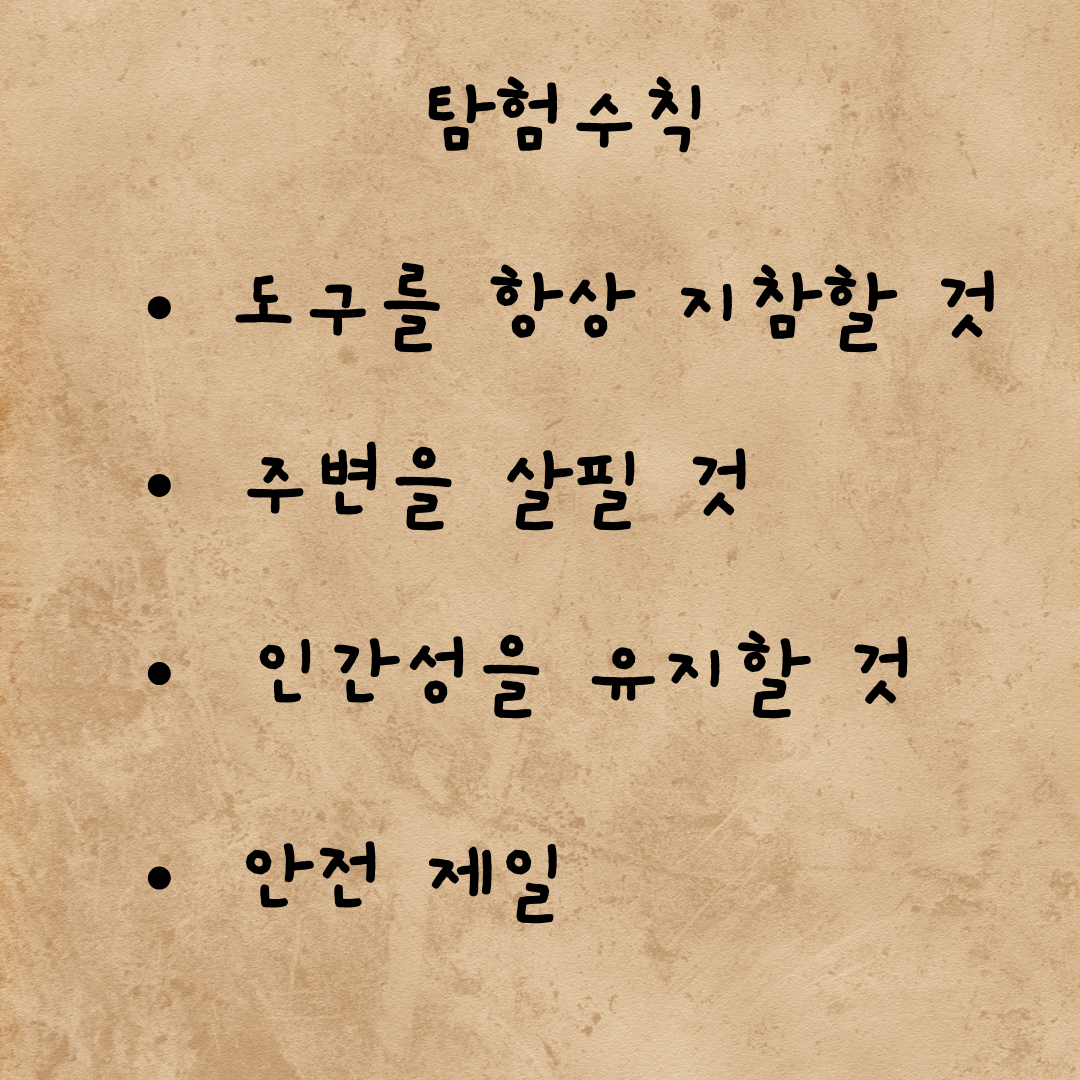 탐험수칙
• 도구를 항상 지참할 것
• 주변을 살필 것
• 인간성을 유지할 것
• 안전 제일